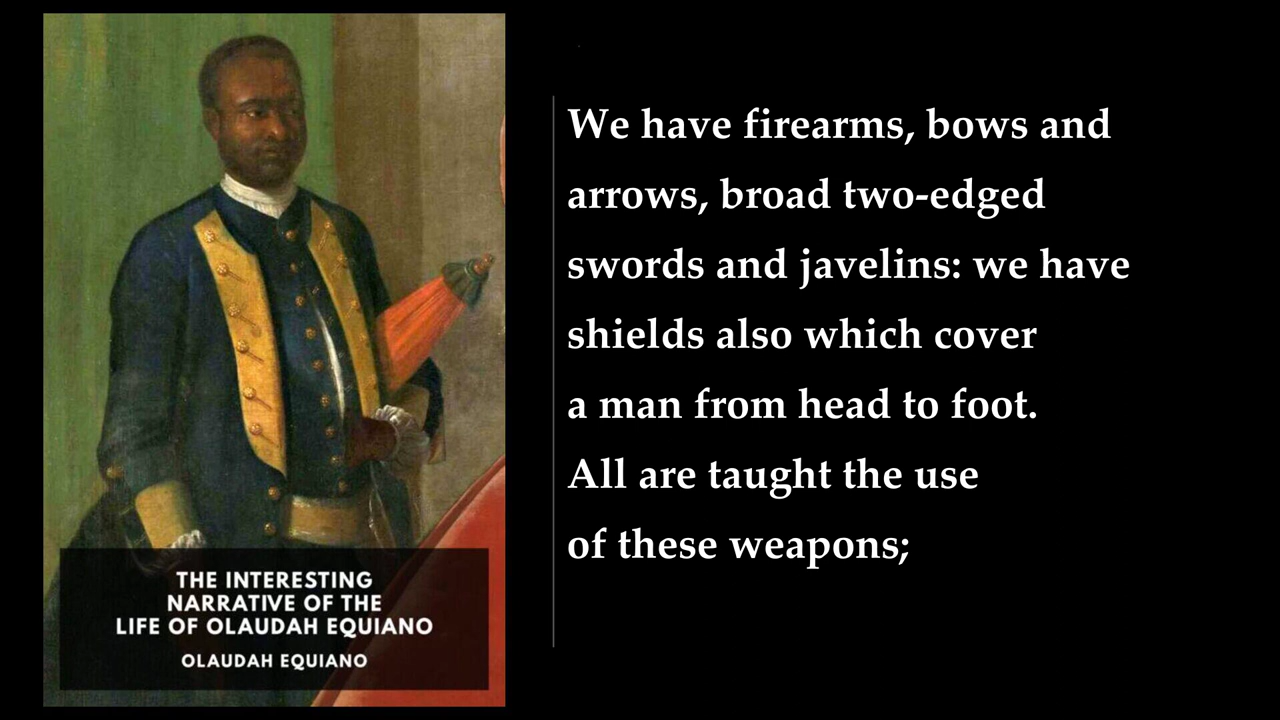 We have firearms, bows and
arrows, broad two-edged
swords and javelins: we have
shields also which cover
a man from head to foot.
All are taught the use
of these weapons;
THE INTERESTING
NARRATIVE OF THE
LIFE OF OLAUDAH EQUIANO
OLAUDAH EQUIANO